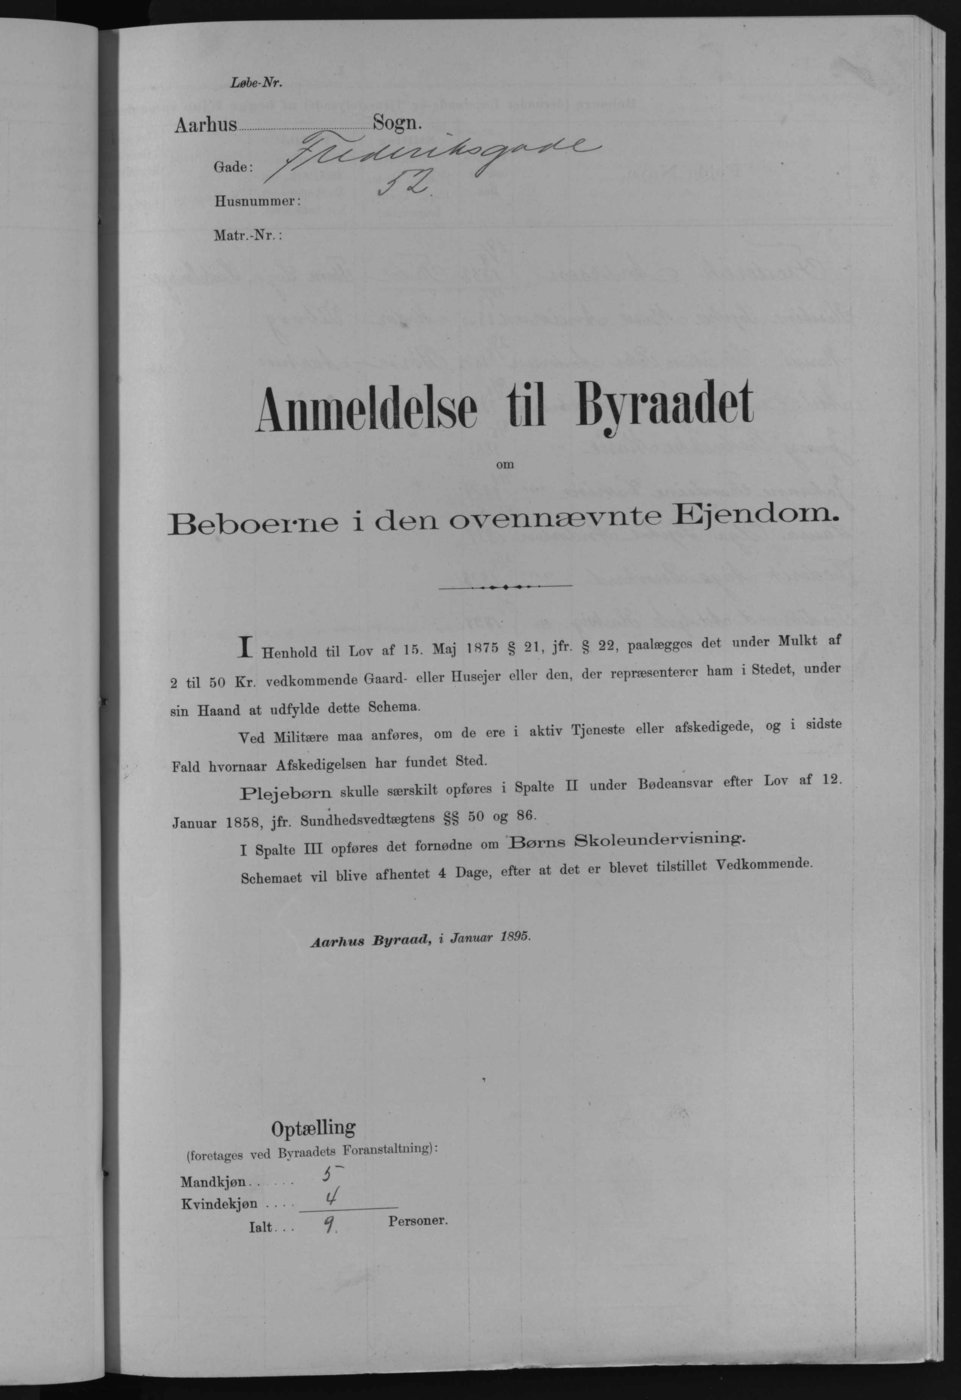 Løbe-Nr.
Aarhus Sogn.
Gade: Frederiksgade
Husnummer: 52.
Matr.-Nr.:
Anmeldelse til Byraadet
om
Beboerne i den ovennævnte Ejendom.
I Henhold til Lov af 15. Maj 1875 § 21, jfr. § 22, paalægges det under Mulkt af
2 til 50 Kr. vedkommende Gaard- eller Husejer eller den, der repræsenterer ham i Stedet, under
sin Haand at udfylde dette Schema.
Ved Militære maa anføres, om de ere i aktiv Tjeneste eller afskedigede, og i sidste
Fald hvornaar Afskedigelsen har fundet Sted.
Plejebørn skulle særskilt opføres i Spalte II under Bødeansvar efter Lov af 12.
Januar 1858, jfr. Sundhedsvedtægtens §§ 50 og 86.
I Spalte III opføres det fornødne om Børns Skoleundervisning.
Schemaet vil blive afhentet 4 Dage, efter at det er blevet tilstillet Vedkommende.
Aarhus Byraad, i Januar 1895.
Optælling
(foretages ved Byraadets Foranstaltning):
Mandkjøn...... 5
Kvindekjøn .... 4
Ialt... 9. Personer.